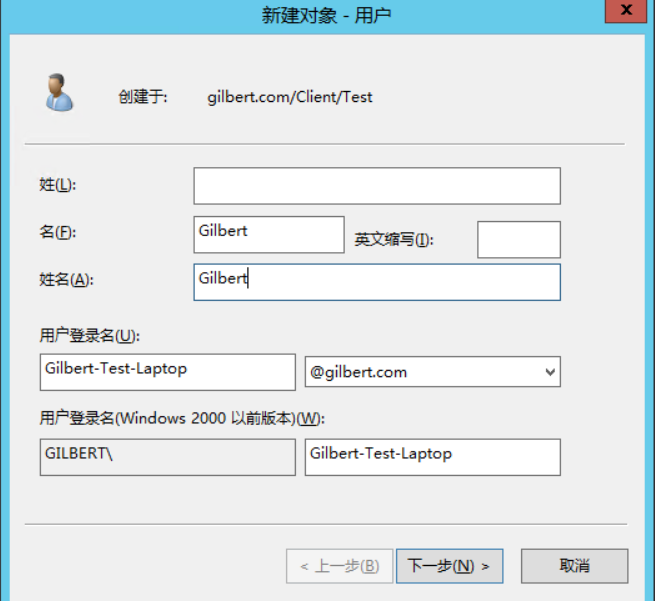 新建对象 - 用户
x
创建于: gilbert.com/Client/Test
姓(L):
名(F): Gilbert 英文缩写(I):
姓名(A): Gilbert
用户登录名(U):
Gilbert-Test-Laptop @gilbert.com
用户登录名(Windows 2000 以前版本)(W):
GILBERT\ Gilbert-Test-Laptop
< 上一步(B) 下一步(N) > 取消